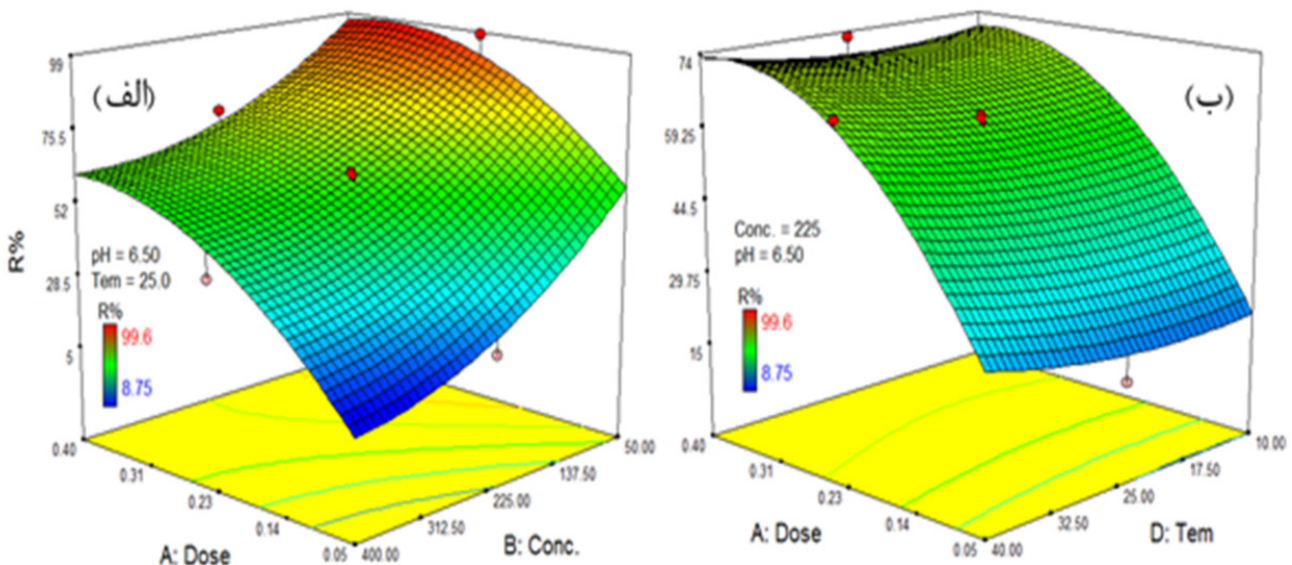 (الف)
99
75.5
52
28.5
5
R%
pH = 6.50
Tem = 25.0
R%
99.6
8.75
0.40
0.31
0.23
0.14
0.05
A: Dose
400.00
312.50
225.00
137.50
50.00
B: Conc.
(ب)
74
59.25
44.5
29.75
15
Conc. = 225
pH = 6.50
R%
99.6
8.75
0.40
0.31
0.23
0.14
0.05
A: Dose
40.00
32.50
25.00
17.50
10.00
D: Tem